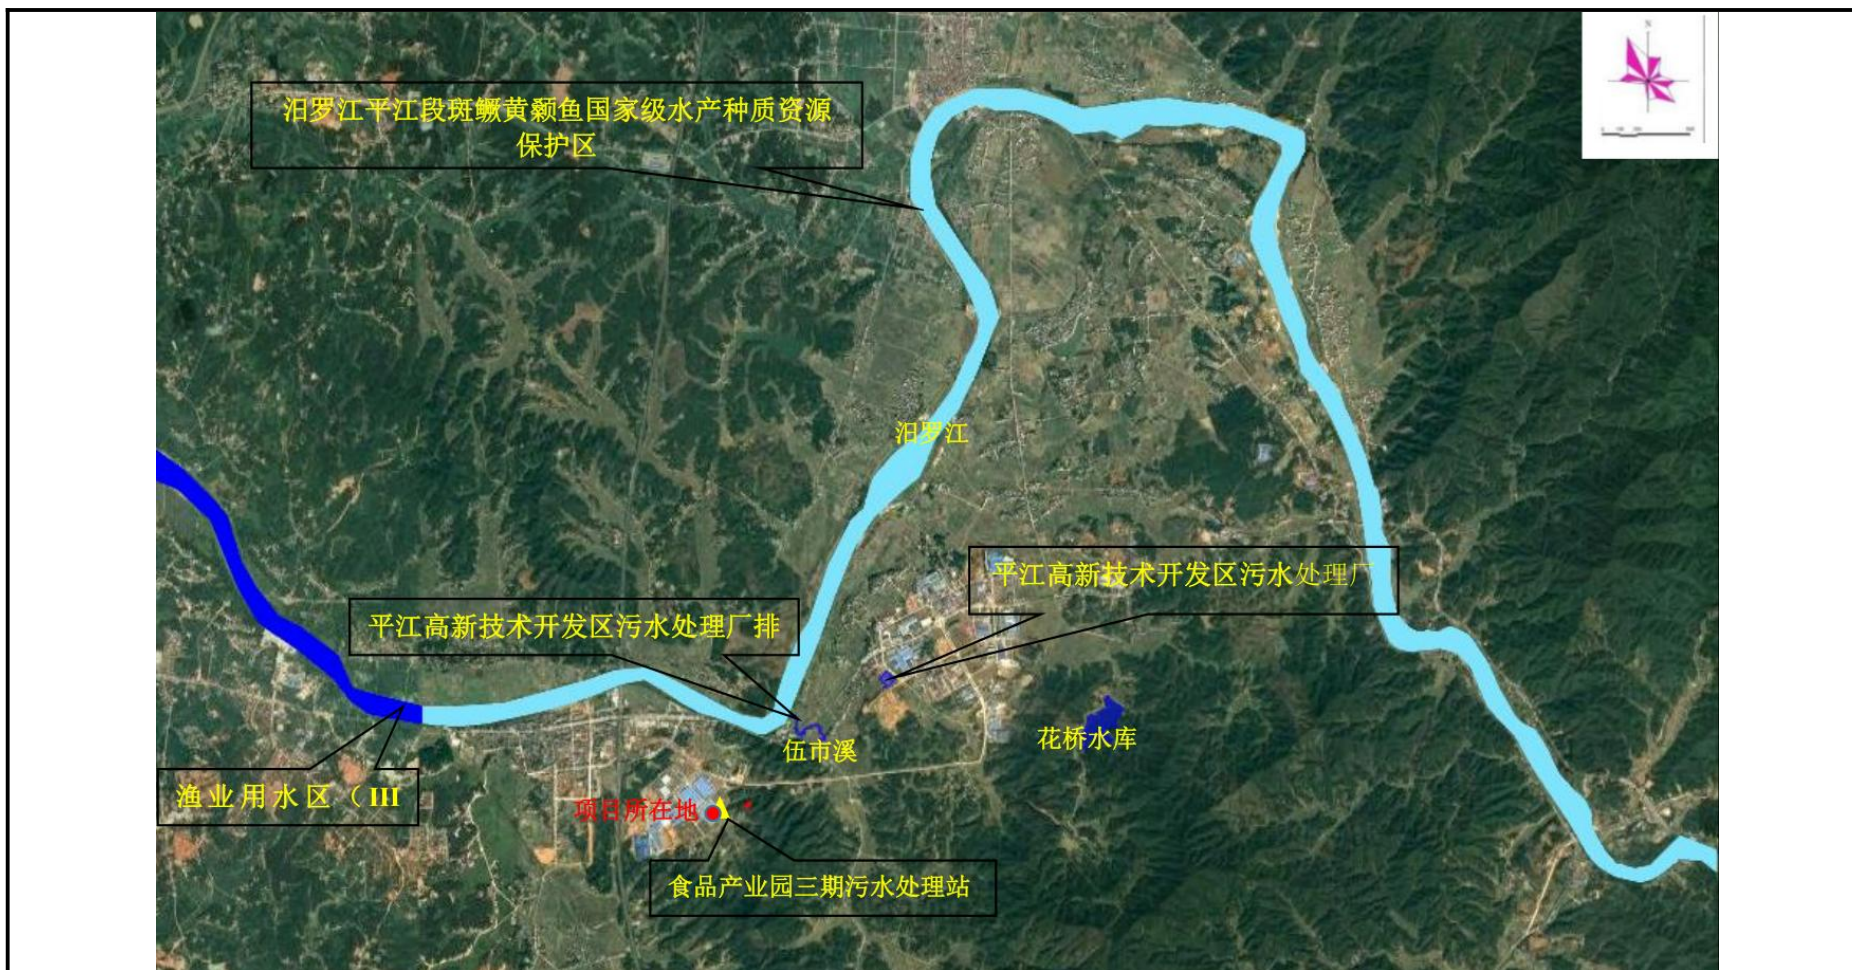 N
汨罗江平江段斑鳜黄颡鱼国家级水产种质资源
保护区
汨罗江
平江高新技术开发区污水处理厂
平江高新技术开发区污水处理厂排
伍市溪
花桥水库
渔业用水区（III
项目所在地
食品产业园三期污水处理站